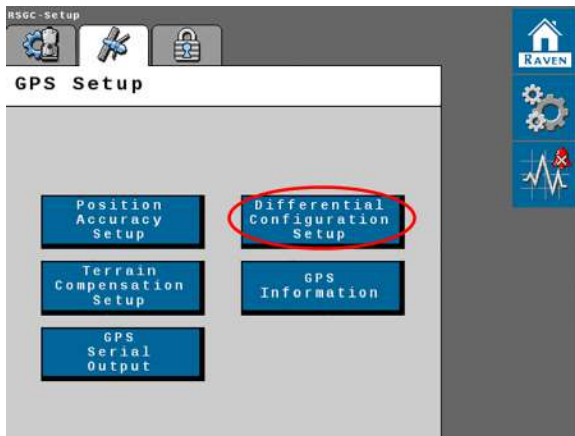 RSGC-Setup
GPS Setup
Position
Accuracy
Setup
Differential
Configuration
Setup
Terrain
Compensation
Setup
GPS
Information
GPS
Serial
Output
RAVEN